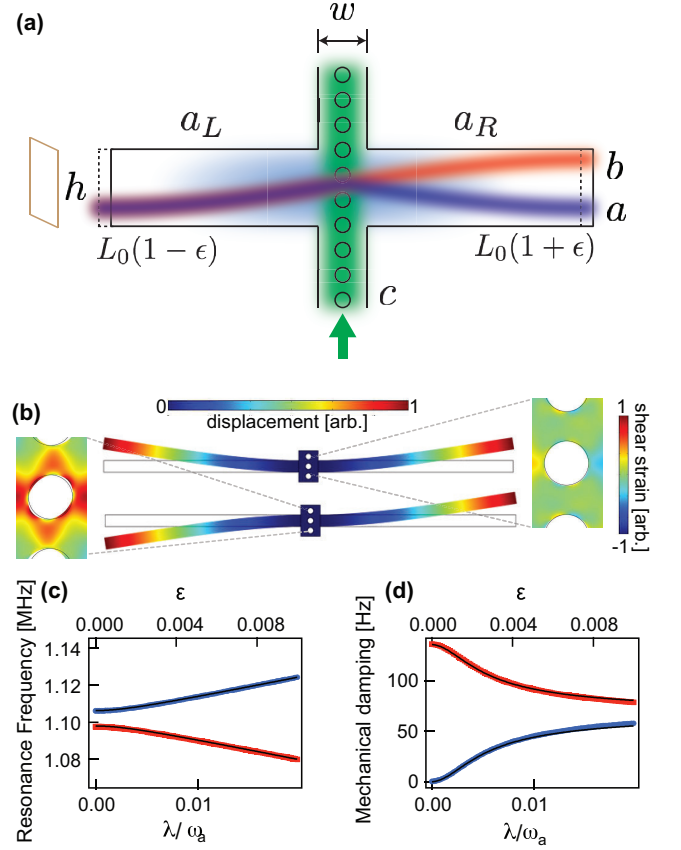 (a)
w
a_L
a_R
h
b
a
L_0(1 − ϵ)
L_0(1 + ϵ)
c
(b)
0
1
displacement [arb.]
1
-1
shear strain [arb.]
(c)
ε
0.000 0.004 0.008
Resonance Frequency [MHz]
1.14
1.12
1.10
1.08
0.00 0.01
λ/ω_a
(d)
ε
0.000 0.004 0.008
Mechanical damping [Hz]
100
50
0
0.00 0.01
λ/ω_a